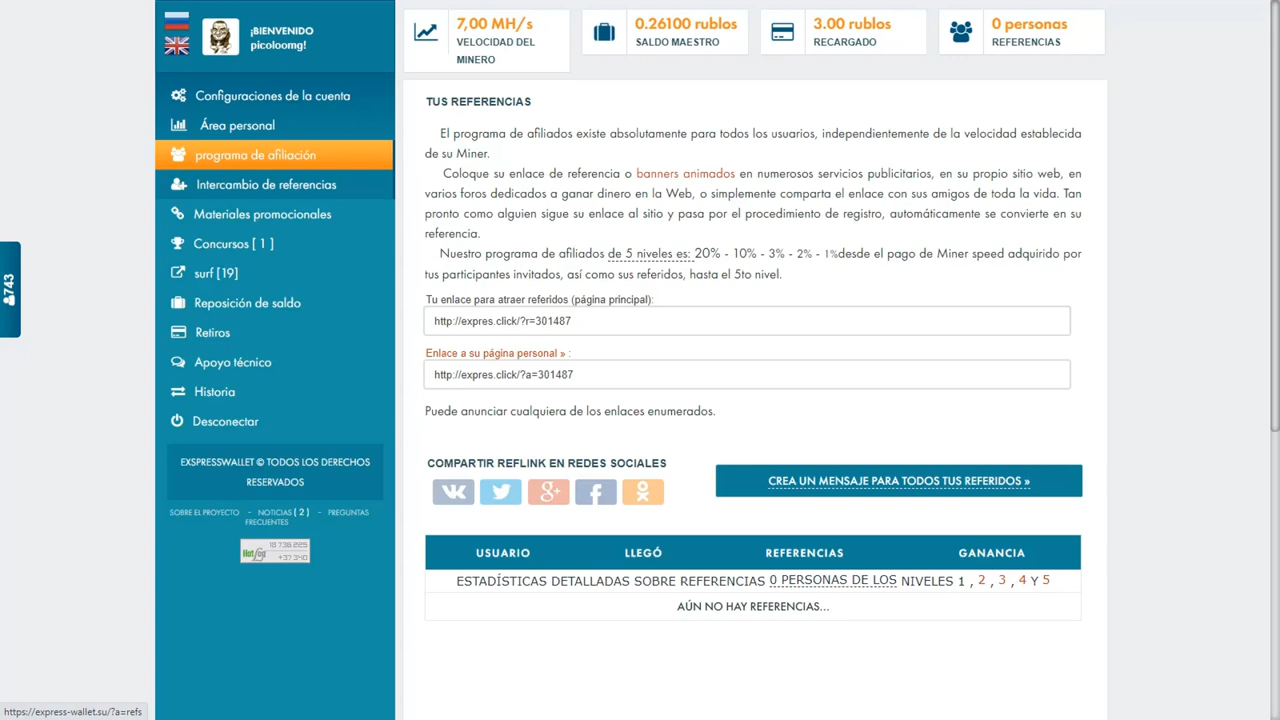 ¡BIENVENIDO
picoloomg!
7,00 MH/s
VELOCIDAD DEL
MINERO
0.26100 rublos
SALDO MAESTRO
3.00 rublos
RECARGADO
0 personas
REFERENCIAS
Configuraciones de la cuenta
Área personal
programa de afiliación
Intercambio de referencias
Materiales promocionales
Concursos [ 1 ]
surf [19]
Reposición de saldo
Retiros
Apoyo técnico
Historia
Desconectar
EXSPRESSWALLET © TODOS LOS DERECHOS
RESERVADOS
SOBRE EL PROYECTO - NOTICIAS ( 2 ) - PREGUNTAS
FRECUENTES
HotLog
18 736 225
+37 340
743
TUS REFERENCIAS
El programa de afiliados existe absolutamente para todos los usuarios, independientemente de la velocidad establecida
de su Miner.
Coloque su enlace de referencia o banners animados en numerosos servicios publicitarios, en su propio sitio web, en
varios foros dedicados a ganar dinero en la Web, o simplemente comparta el enlace con sus amigos de toda la vida. Tan
pronto como alguien sigue su enlace al sitio y pasa por el procedimiento de registro, automáticamente se convierte en su
referencia.
Nuestro programa de afiliados de 5 niveles es: 20% - 10% - 3% - 2% - 1%desde el pago de Miner speed adquirido por
tus participantes invitados, así como sus referidos, hasta el 5to nivel.
Tu enlace para atraer referidos (página principal):
http://expres.click/?r=301487
Enlace a su página personal » :
http://expres.click/?a=301487
Puede anunciar cualquiera de los enlaces enumerados.
COMPARTIR REFLINK EN REDES SOCIALES
CREA UN MENSAJE PARA TODOS TUS REFERIDOS »
USUARIO LLEGÓ REFERENCIAS GANANCIA
ESTADÍSTICAS DETALLADAS SOBRE REFERENCIAS 0 PERSONAS DE LOS NIVELES 1 , 2 , 3 , 4 Y 5
AÚN NO HAY REFERENCIAS...
https://express-wallet.su/?a=refs